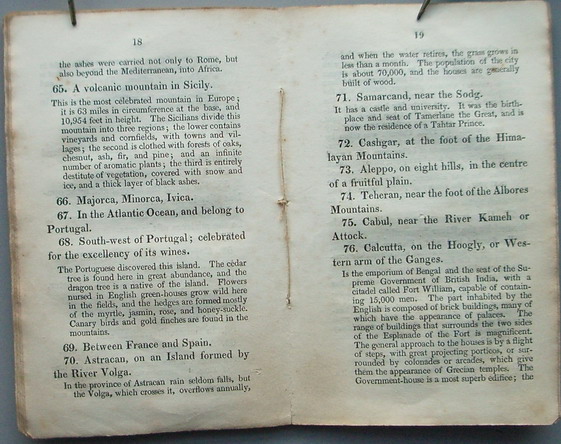 18
the ashes were carried not only to Rome, but
also beyond the Mediterranean, into Africa.
65. A volcanic mountain in Sicily.
This is the most celebrated mountain in Europe;
it is 63 miles in circumference at the base, and
10,954 feet in height. The Sicilians divide this
mountain into three regions; the lower contains
vineyards and cornfields, with towns and vil-
lages; the second is clothed with forests of oaks,
chesnut, ash, fir, and pine; and an infinite
number of aromatic plants; the third is entirely
destitute of vegetation, covered with snow and
ice, and a thick layer of black ashes.
66. Majorca, Minorca, Ivica.
67. In the Atlantic Ocean, and belong to
Portugal.
68. South-west of Portugal; celebrated
for the excellency of its wines.
The Portuguese discovered this island. The cedar
tree is found here in great abundance, and the
dragon tree is a native of the island. Flowers
nursed in English green-houses grow wild here
in the fields, and the hedges are formed mostly
of the myrtle, jasmin, rose, and honey-suckle.
Canary birds and gold finches are found in the
mountains.
69. Between France and Spain.
70. Astracan, on an Island formed by
the River Volga.
In the province of Astracan rain seldom falls, but
the Volga, which crosses it, overflows annually,
19
and when the water retires, the grass grows in
less than a month. The population of the city
is about 70,000, and the houses are generally
built of wood.
71. Samarcand, near the Sodg.
It has a castle and university. It was the birth-
place and seat of Tamerlane the Great, and is
now the residence of a Tahtar Prince.
72. Cashgar, at the foot of the Hima-
layan Mountains.
73. Aleppo, on eight hills, in the centre
of a fruitful plain.
74. Teheran, near the foot of the Albores
Mountains.
75. Cabul, near the River Kameh or
Attock.
76. Calcutta, on the Hoogly, or Wes-
tern arm of the Ganges.
Is the emporium of Bengal and the seat of the Su-
preme Government of British India, with a
citadel called Fort William, capable of contain-
ing 15,000 men. The part inhabited by the
English is composed of brick buildings, many of
which have the appearance of palaces. The
range of buildings that surrounds the two sides
of the Esplanade of the Fort is magnificent.
The general approach to the houses is by a flight
of steps, with great projecting porticos, or sur-
rounded by colonades or arcades, which give
them the appearance of Grecian temples. The
Government-house is a most superb edifice; the